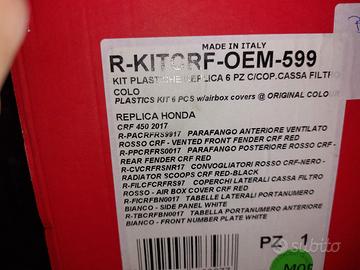 MADE IN ITALY
R-KITCRF-OEM-599
KIT PLASTICHE REPLICA 6 PZ C/COP.CASSA FILTRO
COLO
PLASTICS KIT 6 PCS w/airbox covers @ ORIGINAL COLOUR
REPLICA HONDA
CRF 450 2017
R-PACRFRS9917 PARAFANGO ANTERIORE VENTILATO
ROSSO CRF - VENTED FRONT FENDER CRF RED
R-PPCRFRS0017 PARAFANGO POSTERIORE ROSSO CRF -
REAR FENDER CRF RED
R-CVCRFRSNR17 CONVOGLIATORI ROSSO CRF-NERO -
RADIATOR SCOOPS CRF RED-BLACK
R-FILCFCRFRS97 COPERCHI LATERALI CASSA FILTRO
ROSSO - AIR BOX COVER CRF RED
R-FICRFBN0017 TABELLE LATERALI PORTANUMERO
BIANCO - SIDE PANEL WHITE
R-TBCRFBN0017 TABELLA PORTANUMERO ANTERIORE
BIANCO - FRONT NUMBER PLATE WHITE
PZ 1
MOD
subito